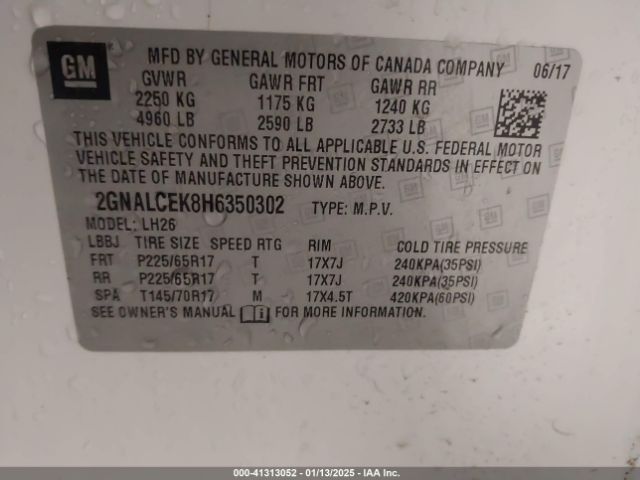 GM
MFD BY GENERAL MOTORS OF CANADA COMPANY 06/17
GVWR GAWR FRT GAWR RR
2250 KG 1175 KG 1240 KG
4960 LB 2590 LB 2733 LB
THIS VEHICLE CONFORMS TO ALL APPLICABLE U.S. FEDERAL MOTOR
VEHICLE SAFETY AND THEFT PREVENTION STANDARDS IN EFFECT ON
THE DATE OF MANUFACTURE SHOWN ABOVE.
2GNALCEK8H6350302 TYPE: M.P.V.
MODEL: LH26
LBBJ TIRE SIZE SPEED RTG RIM COLD TIRE PRESSURE
FRT P225/65R17 T 17X7J 240KPA(35PSI)
RR P225/65R17 T 17X7J 240KPA(35PSI)
SPA T145/70R17 M 17X4.5T 420KPA(60PSI)
SEE OWNER'S MANUAL FOR MORE INFORMATION.
000-41313052 - 01/13/2025 - IAA Inc.